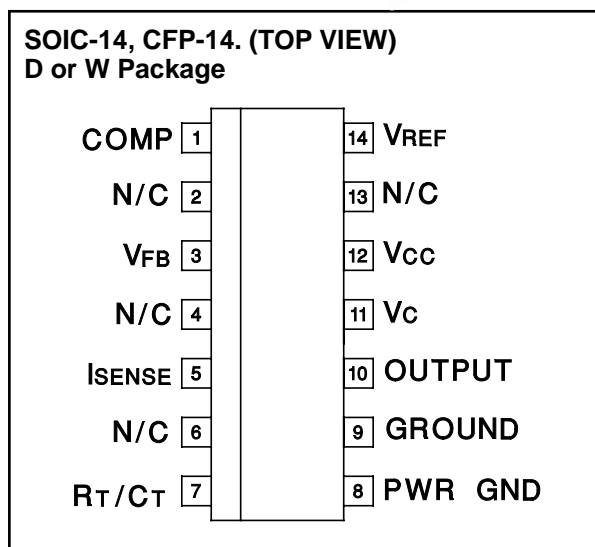 SOIC-14, CFP-14. (TOP VIEW)
D or W Package
COMP 1 14 VREF
N/C 2 13 N/C
VFB 3 12 VCC
N/C 4 11 VC
ISENSE 5 10 OUTPUT
N/C 6 9 GROUND
RT/CT 7 8 PWR GND